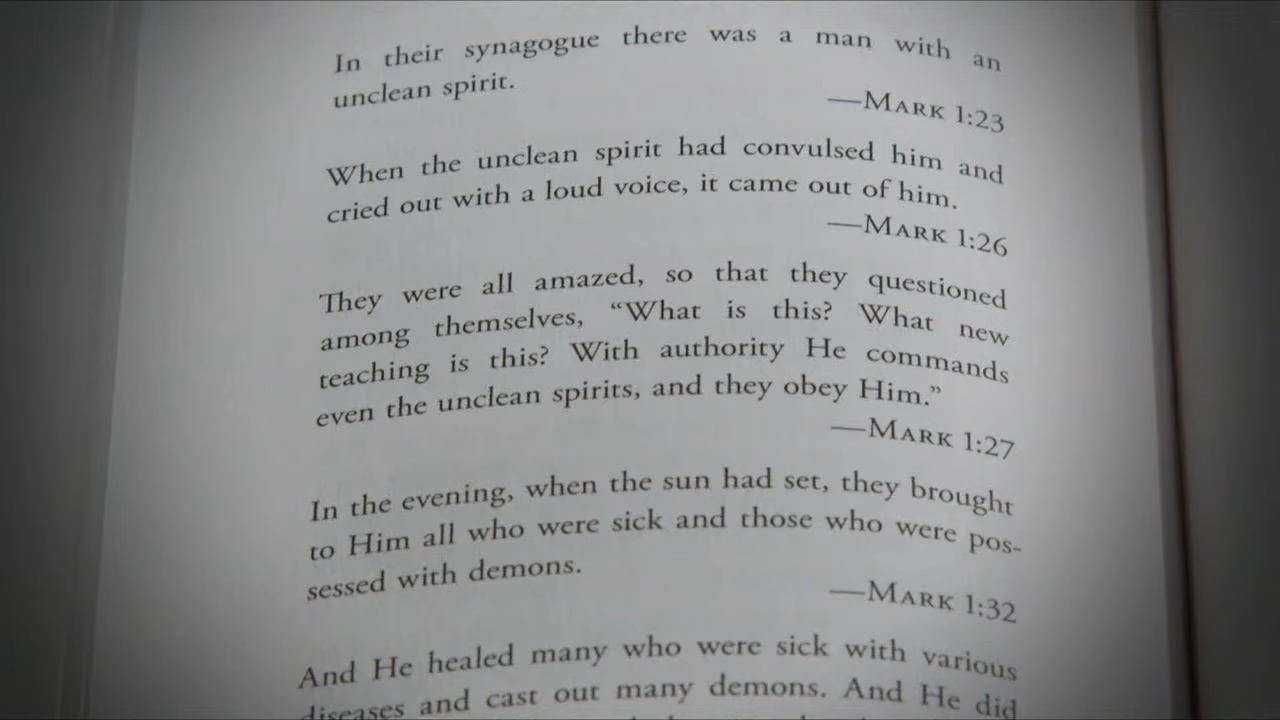 In their synagogue there was a man with an
unclean spirit.
—Mark 1:23
When the unclean spirit had convulsed him and
cried out with a loud voice, it came out of him.
—Mark 1:26
They were all amazed, so that they questioned
among themselves, “What is this? What new
teaching is this? With authority He commands
even the unclean spirits, and they obey Him.”
—Mark 1:27
In the evening, when the sun had set, they brought
to Him all who were sick and those who were pos-
sessed with demons.
—Mark 1:32
And He healed many who were sick with various
diseases and cast out many demons. And He did